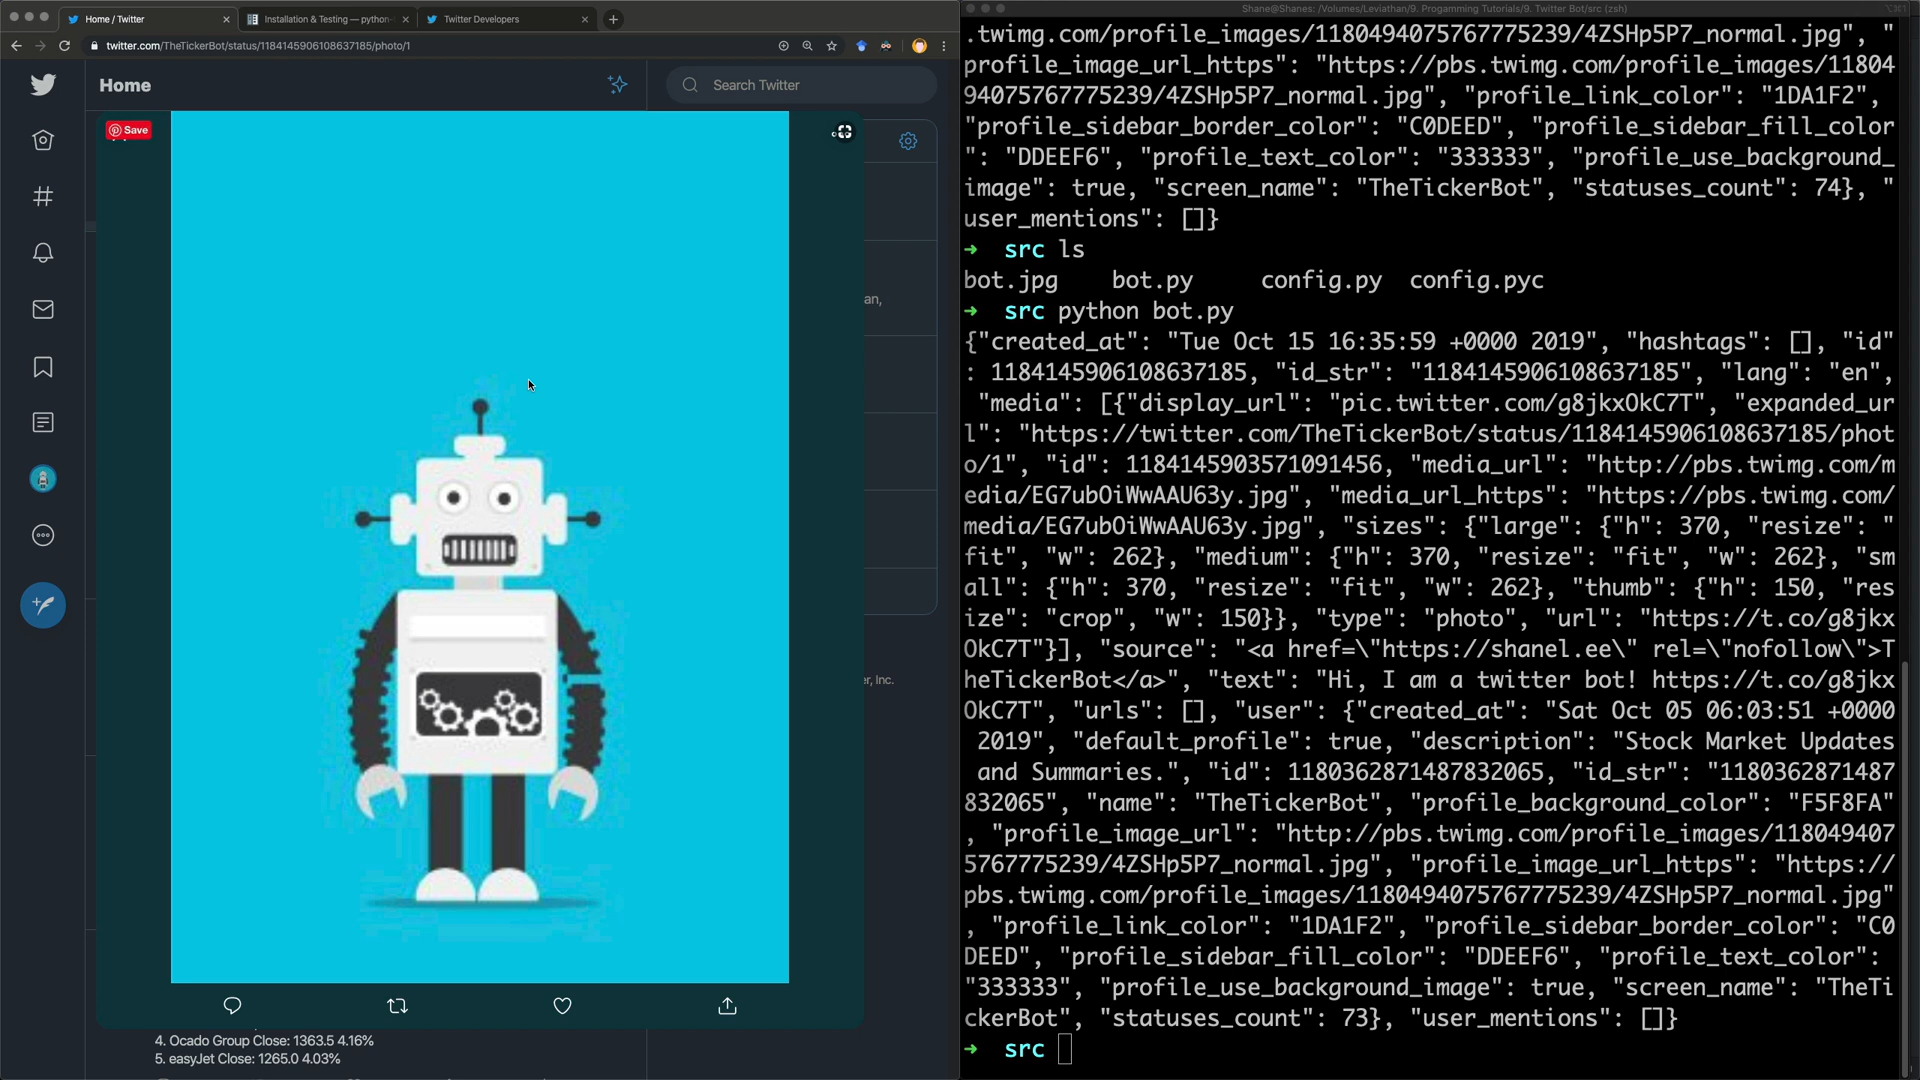 Home / Twitter
Installation & Testing — python-
Twitter Developers
twitter.com/TheTickerBot/status/1184145906108637185/photo/1
Home
Search Twitter
Save
an,
er, Inc.
4. Ocado Group Close: 1363.5 4.16%
5. easyJet Close: 1265.0 4.03%
Shane@Shanes: /Volumes/Leviathan/9. Progamming Tutorials/9. Twitter Bot/src (zsh)
.twimg.com/profile_images/1180494075767775239/4ZSHp5P7_normal.jpg", "
profile_image_url_https": "https://pbs.twimg.com/profile_images/11804
94075767775239/4ZSHp5P7_normal.jpg", "profile_link_color": "1DA1F2",
"profile_sidebar_border_color": "C0DEED", "profile_sidebar_fill_color
": "DDEEF6", "profile_text_color": "333333", "profile_use_background_
image": true, "screen_name": "TheTickerBot", "statuses_count": 74}, "
user_mentions": []}
➜ src ls
bot.jpg bot.py config.py config.pyc
➜ src python bot.py
{"created_at": "Tue Oct 15 16:35:59 +0000 2019", "hashtags": [], "id"
: 1184145906108637185, "id_str": "1184145906108637185", "lang": "en",
"media": [{"display_url": "pic.twitter.com/g8jkxOkC7T", "expanded_ur
l": "https://twitter.com/TheTickerBot/status/1184145906108637185/phot
o/1", "id": 1184145903571091456, "media_url": "http://pbs.twimg.com/m
edia/EG7ubOiWwAAU63y.jpg", "media_url_https": "https://pbs.twimg.com/
media/EG7ubOiWwAAU63y.jpg", "sizes": {"large": {"h": 370, "resize": "
fit", "w": 262}, "medium": {"h": 370, "resize": "fit", "w": 262}, "sm
all": {"h": 370, "resize": "fit", "w": 262}, "thumb": {"h": 150, "res
ize": "crop", "w": 150}}, "type": "photo", "url": "https://t.co/g8jkx
OkC7T"}], "source": "<a href=\"https://shanel.ee\" rel=\"nofollow\">T
heTickerBot</a>", "text": "Hi, I am a twitter bot! https://t.co/g8jkx
OkC7T", "urls": [], "user": {"created_at": "Sat Oct 05 06:03:51 +0000
2019", "default_profile": true, "description": "Stock Market Updates
and Summaries.", "id": 1180362871487832065, "id_str": "1180362871487
832065", "name": "TheTickerBot", "profile_background_color": "F5F8FA"
, "profile_image_url": "http://pbs.twimg.com/profile_images/118049407
5767775239/4ZSHp5P7_normal.jpg", "profile_image_url_https": "https://
pbs.twimg.com/profile_images/1180494075767775239/4ZSHp5P7_normal.jpg"
, "profile_link_color": "1DA1F2", "profile_sidebar_border_color": "C0
DEED", "profile_sidebar_fill_color": "DDEEF6", "profile_text_color":
"333333", "profile_use_background_image": true, "screen_name": "TheTi
ckerBot", "statuses_count": 73}, "user_mentions": []}
➜ src